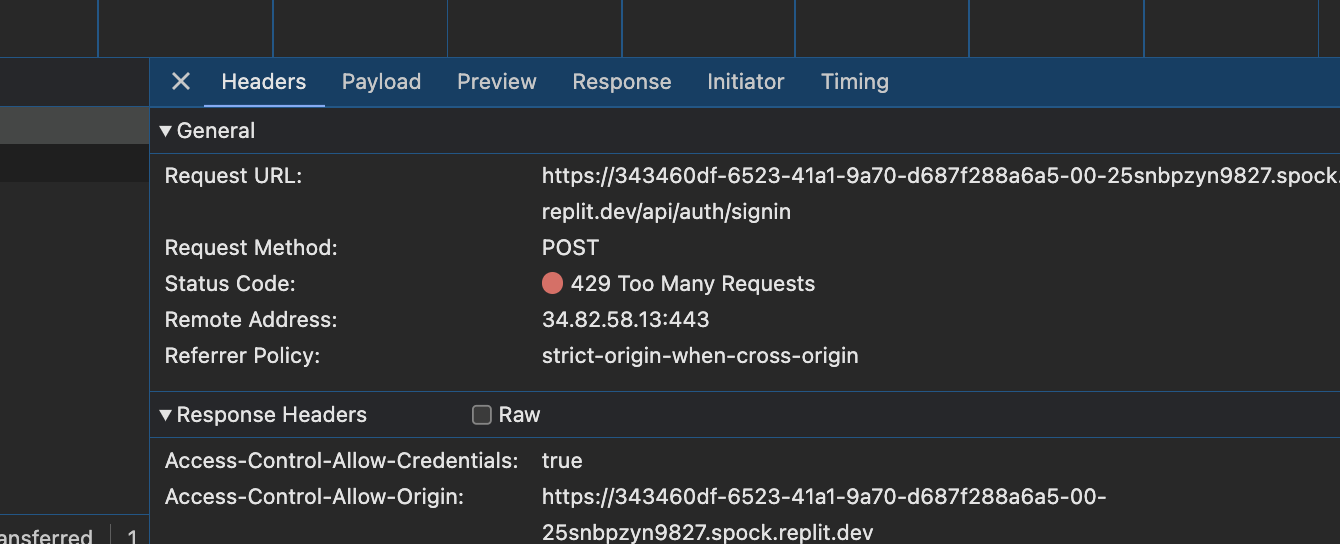 Headers Payload Preview Response Initiator Timing
General
Request URL: https://343460df-6523-41a1-9a70-d687f288a6a5-00-25snbpzyn9827.spock.
replit.dev/api/auth/signin
Request Method: POST
Status Code: 429 Too Many Requests
Remote Address: 34.82.58.13:443
Referrer Policy: strict-origin-when-cross-origin
Response Headers Raw
Access-Control-Allow-Credentials: true
Access-Control-Allow-Origin: https://343460df-6523-41a1-9a70-d687f288a6a5-00-
25snbpzyn9827.spock.replit.dev
ansferred 1